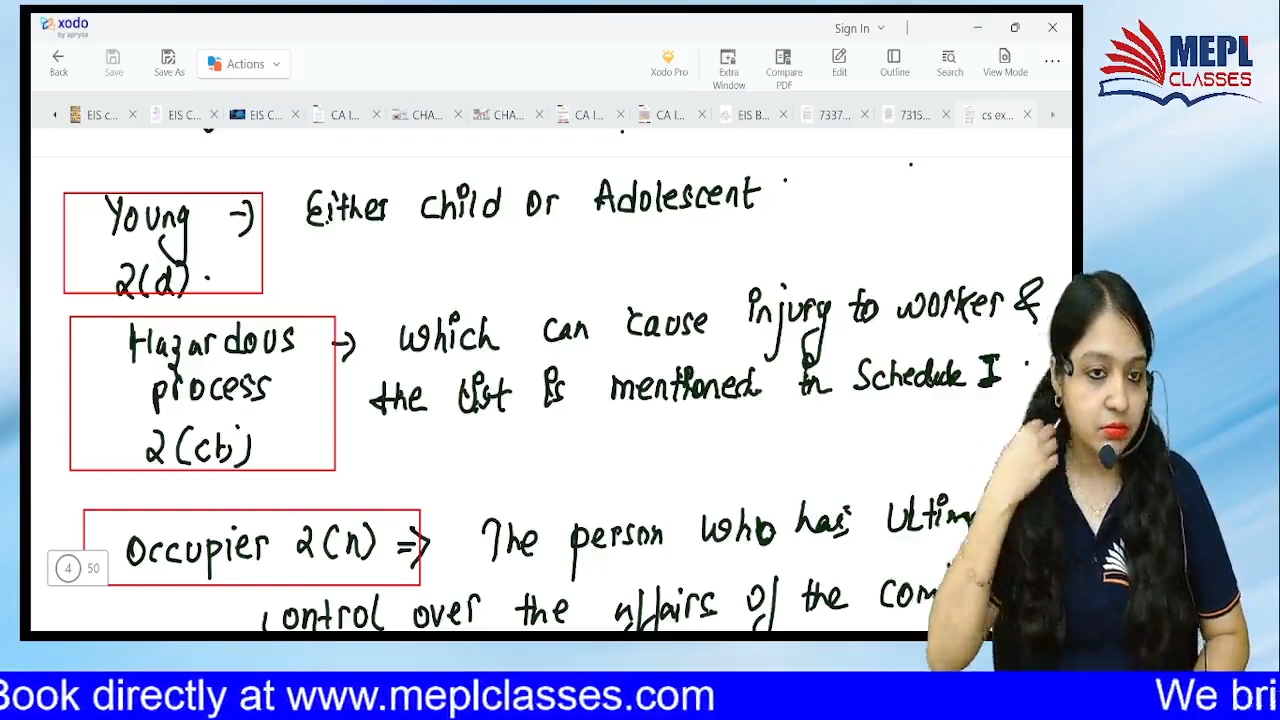 xodo
by apryse
Sign In
Back
Save
Save As
Actions
Xodo Pro
Extra Window
Compare PDF
Edit
Outline
Search
View Mode
EIS c...
EIS C...
EIS C...
CA I...
CHA...
CHA...
CA I...
CA I...
EIS B...
7337...
7315...
cs ex...
MEPL
CLASSES
Young → Either child or Adolescent
2(d).
Hazardous → which can cause injury to worker &
process the list is mentioned in Schedule I
2(cb)
Occupier 2(n) ⇒ The person who has
control over the affairs of the
4 50
Book directly at www.meplclasses.com
We bri